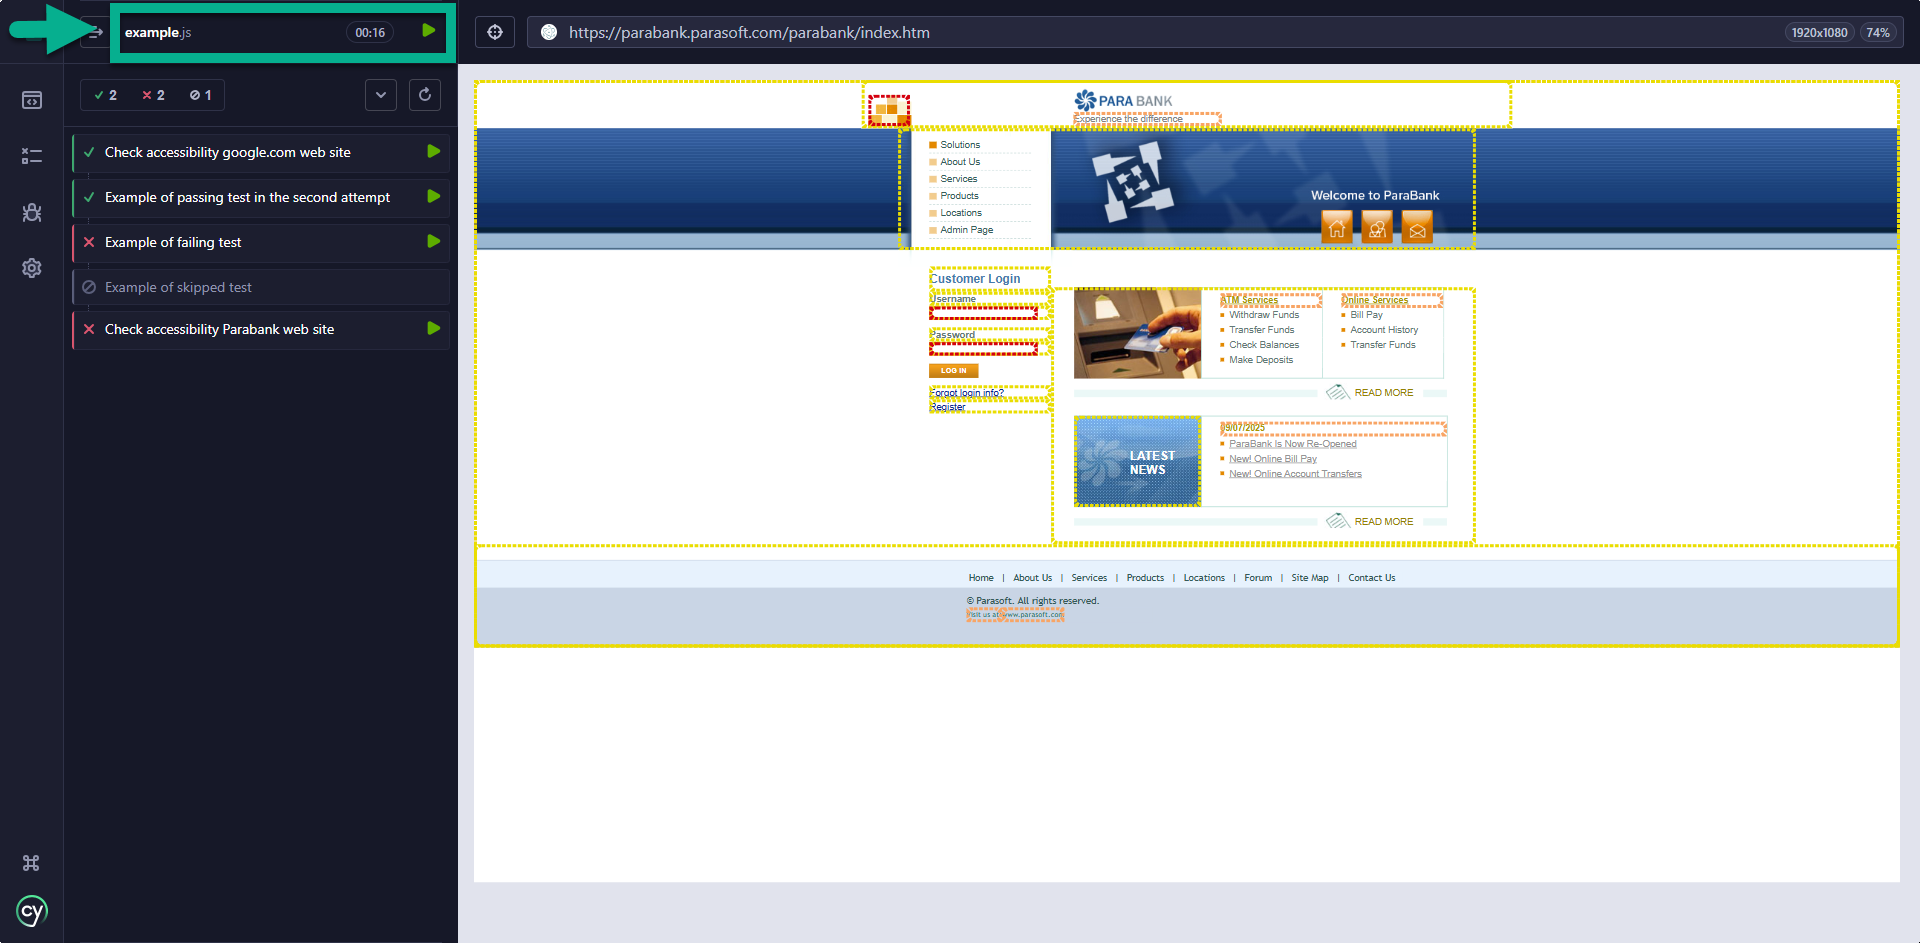 example.js
00:16
https://parabank.parasoft.com/parabank/index.htm
1920x1080
74%
2
2
1
Check accessibility google.com web site
Example of passing test in the second attempt
Example of failing test
Example of skipped test
Check accessibility Parabank web site
cy
PARA BANK
Experience the difference
Solutions
About Us
Services
Products
Locations
Admin Page
Welcome to ParaBank
Customer Login
Username
Password
LOG IN
Forgot login info?
Register
ATM Services
Withdraw Funds
Transfer Funds
Check Balances
Make Deposits
Online Services
Bill Pay
Account History
Transfer Funds
READ MORE
LATEST
NEWS
09/07/2025
ParaBank Is Now Re-Opened
New! Online Bill Pay
New! Online Account Transfers
READ MORE
Home | About Us | Services | Products | Locations | Forum | Site Map | Contact Us
© Parasoft. All rights reserved.
Visit us at www.parasoft.com